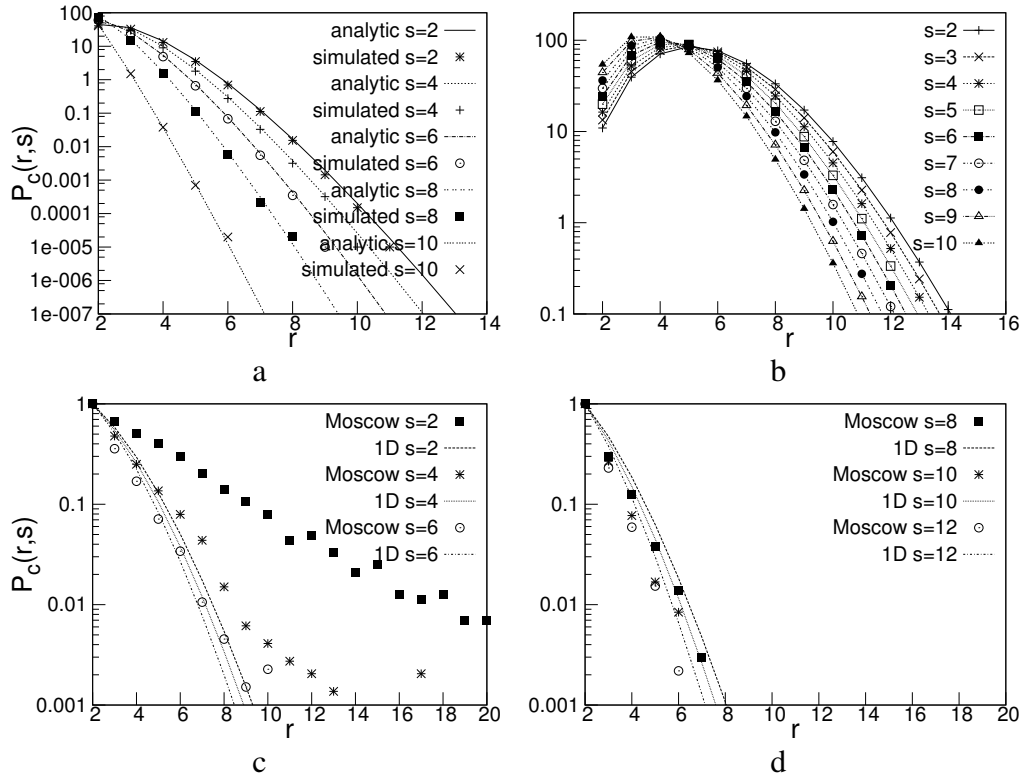 P_c(r,s)
100
10
1
0.1
0.01
0.001
0.0001
1e-005
1e-006
1e-007
2 4 6 8 10 12 14
r
analytic s=2
simulated s=2
analytic s=4
simulated s=4
analytic s=6
simulated s=6
analytic s=8
simulated s=8
analytic s=10
simulated s=10
a
100
10
1
0.1
2 4 6 8 10 12 14 16
r
s=2
s=3
s=4
s=5
s=6
s=7
s=8
s=9
s=10
b
P_c(r,s)
1
0.1
0.01
0.001
2 4 6 8 10 12 14 16 18 20
r
Moscow s=2
1D s=2
Moscow s=4
1D s=4
Moscow s=6
1D s=6
c
P_c(r,s)
1
0.1
0.01
0.001
2 4 6 8 10 12 14 16 18 20
r
Moscow s=8
1D s=8
Moscow s=10
1D s=10
Moscow s=12
1D s=12
d